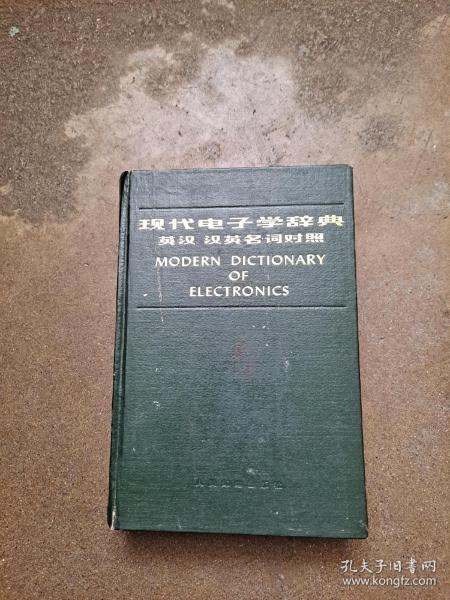 现代电子学辞典
英汉 汉英名词对照
MODERN DICTIONARY
OF
ELECTRONICS
孔夫子旧书网
www.kongfz.com